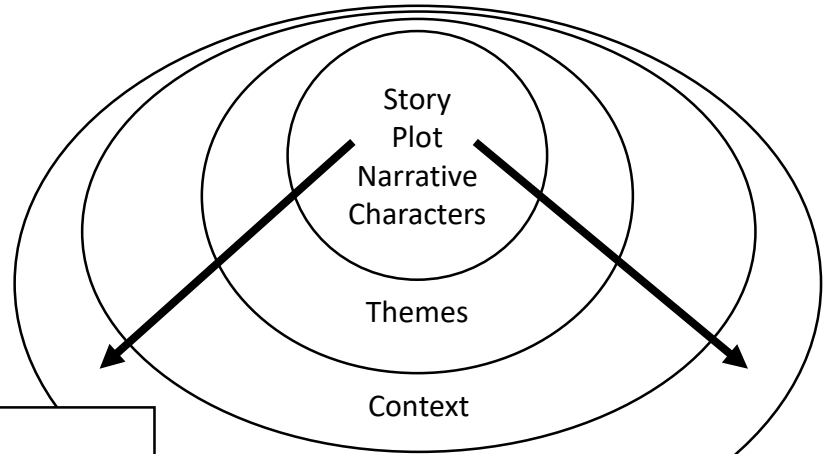 Story
Plot
Narrative
Characters
Themes
Context